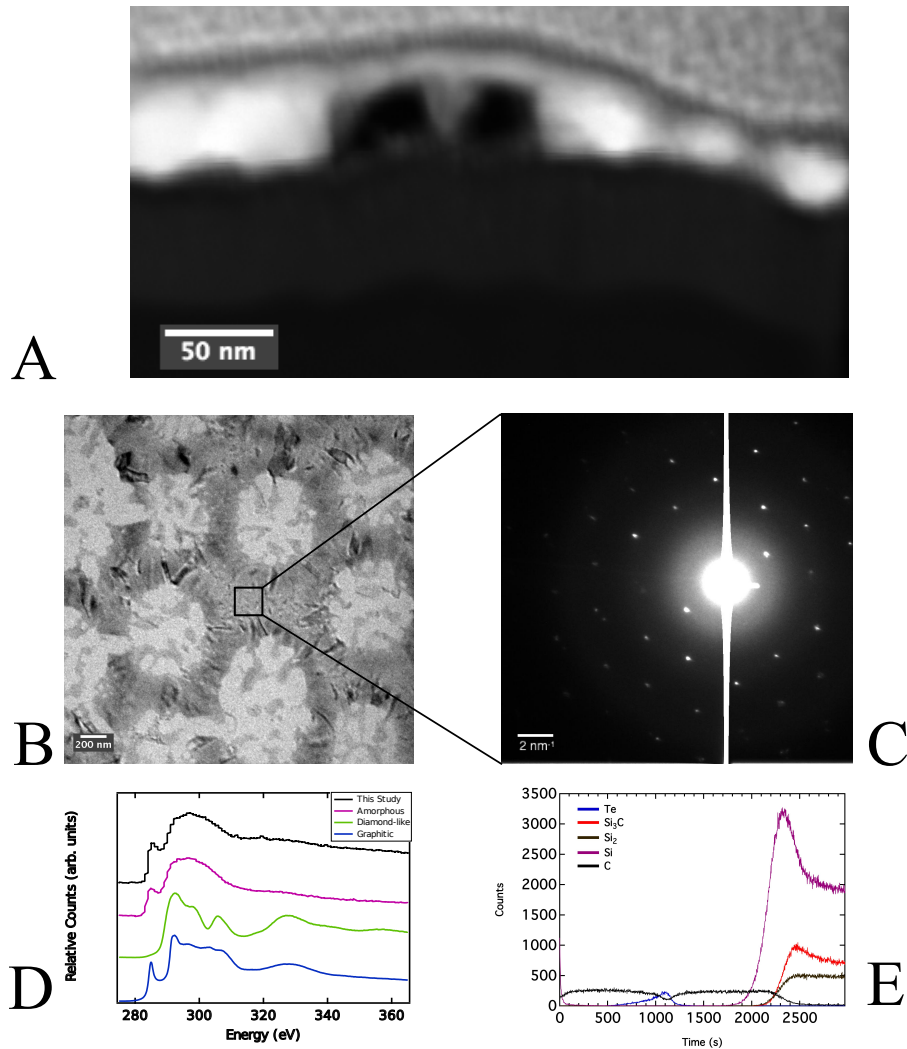 50 nm
A
200 nm
B
2 nm⁻¹
C
Relative Counts (arb. units)
This Study
Amorphous
Diamond-like
Graphitic
280 300 320 340 360
Energy (eV)
D
Counts
3500
3000
2500
2000
1500
1000
500
0
Te
Si₃C
Si₂
Si
C
0 500 1000 1500 2000 2500
Time (s)
E